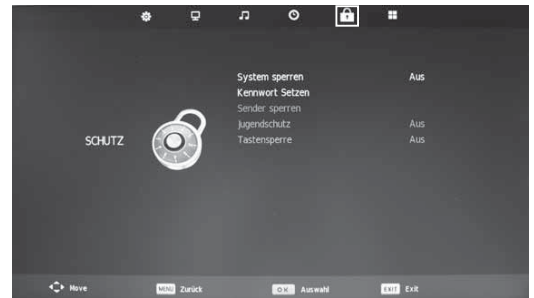 System sperren Aus
Kennwort Setzen
Sender sperren
Jugendschutz Aus
Tastensperre Aus
SCHUTZ
Move MENU Zurück OK Auswahl EXIT Exit